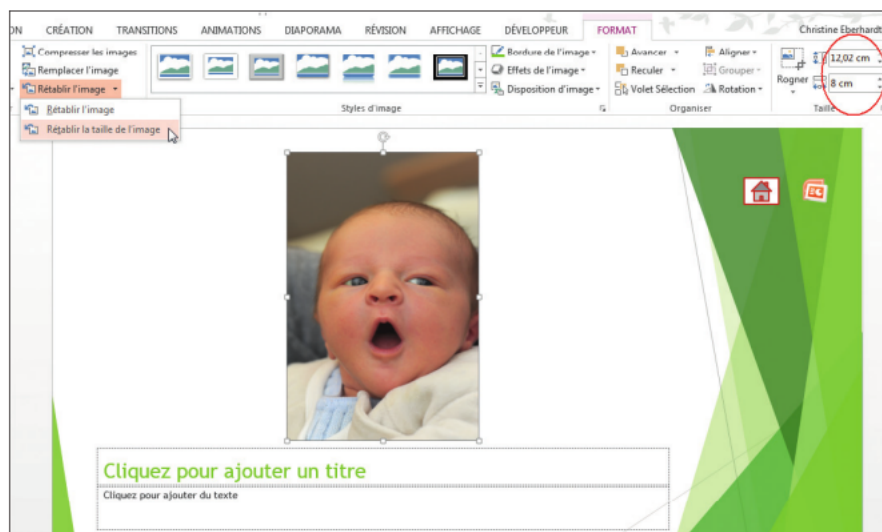 ON CRÉATION TRANSITIONS ANIMATIONS DIAPORAMA RÉVISION AFFICHAGE DÉVELOPPEUR FORMAT Christine Eberhardt
Compresser les images
Remplacer l'image
Rétablir l'image
Bordure de l'image
Effets de l'image
Disposition d'image
Avancer
Reculer
Volet Sélection
Aligner
Grouper
Rotation
Rogner
12,02 cm
8 cm
Styles d'image
Organiser
Taille
Rétablir l'image
Rétablir la taille de l'image
Cliquez pour ajouter un titre
Cliquez pour ajouter du texte